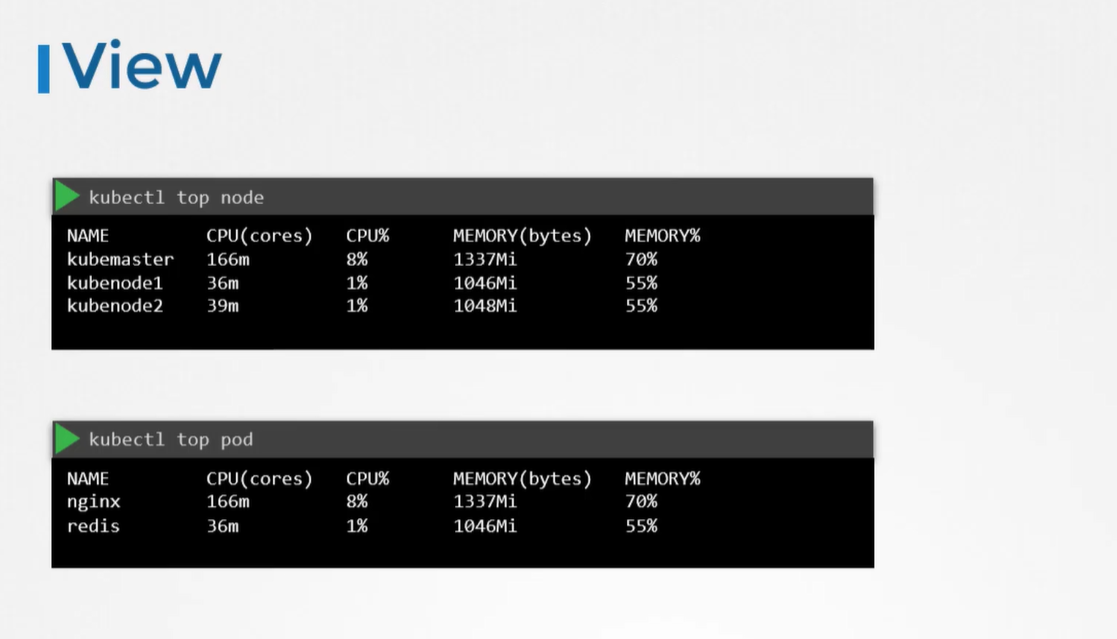 View
kubectl top node
NAME CPU(cores) CPU% MEMORY(bytes) MEMORY%
kubemaster 166m 8% 1337Mi 70%
kubenode1 36m 1% 1046Mi 55%
kubenode2 39m 1% 1048Mi 55%
kubectl top pod
NAME CPU(cores) CPU% MEMORY(bytes) MEMORY%
nginx 166m 8% 1337Mi 70%
redis 36m 1% 1046Mi 55%